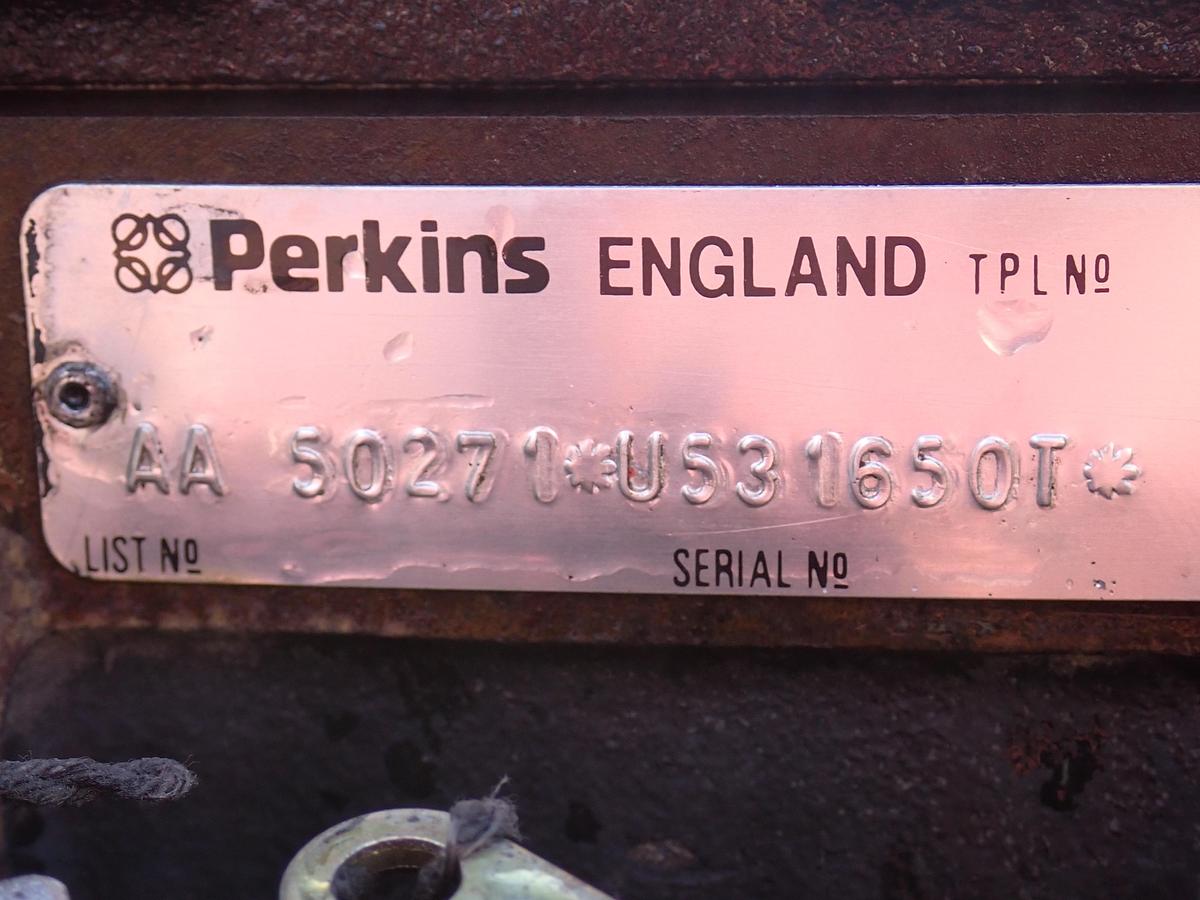 Perkins ENGLAND TPL Nº
AA 50271*U531650T*
LIST Nº SERIAL Nº